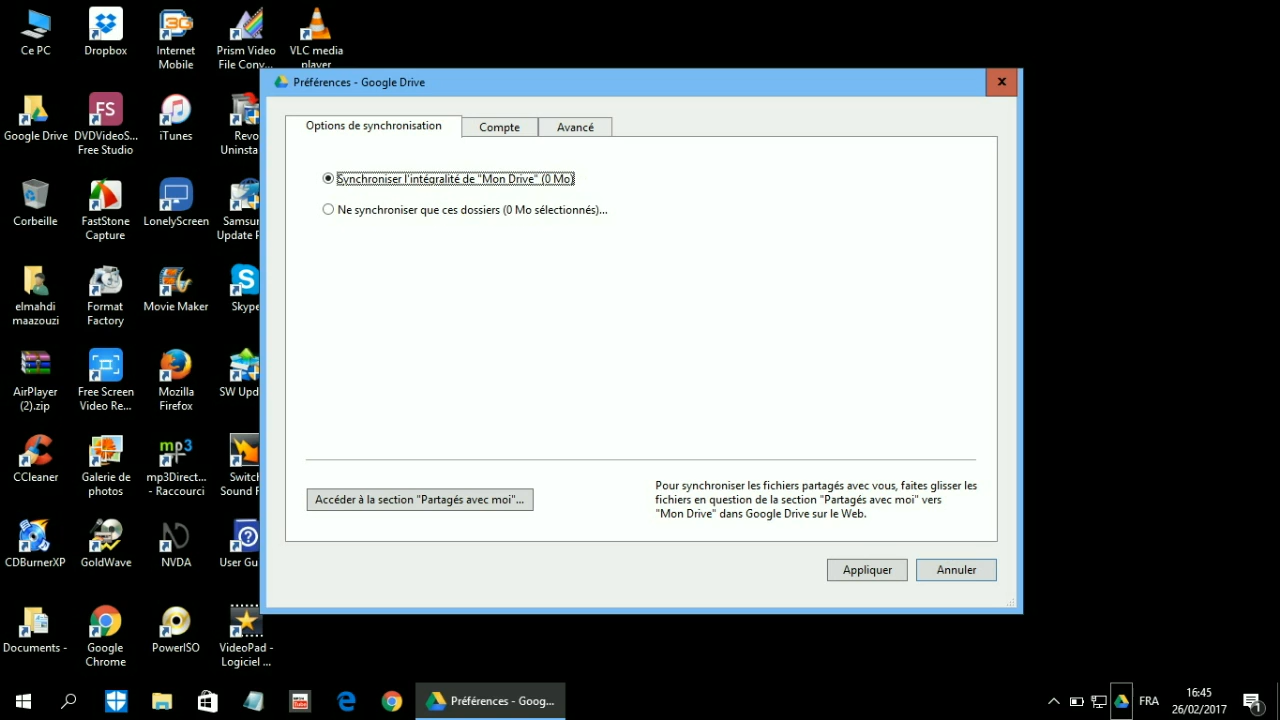 Ce PC
Dropbox
Internet
Mobile
Prism Video
File Conv...
VLC media
player
Google Drive
FS
DVDVideoS...
Free Studio
iTunes
Revo
Uninsta
Corbeille
FastStone
Capture
LonelyScreen
Samsu
Update F
elmahdi
maazouzi
Format
Factory
Movie Maker
Skype
AirPlayer
(2).zip
Free Screen
Video Re...
Mozilla
Firefox
SW Upd
CCleaner
Galerie de
photos
mp3
mp3Direct...
- Raccourci
Switch
Sound F
CDBurnerXP
GoldWave
NVDA
User Gu
Documents -
Google
Chrome
PowerISO
VideoPad -
Logiciel ...
Préférences - Google Drive
Options de synchronisation
Compte
Avancé
Synchroniser l'intégralité de "Mon Drive" (0 Mo)
Ne synchroniser que ces dossiers (0 Mo sélectionnés)...
Accéder à la section "Partagés avec moi"...
Pour synchroniser les fichiers partagés avec vous, faites glisser les
fichiers en question de la section "Partagés avec moi" vers
"Mon Drive" dans Google Drive sur le Web.
Appliquer
Annuler
Préférences - Goog...
FRA
16:45
26/02/2017
1